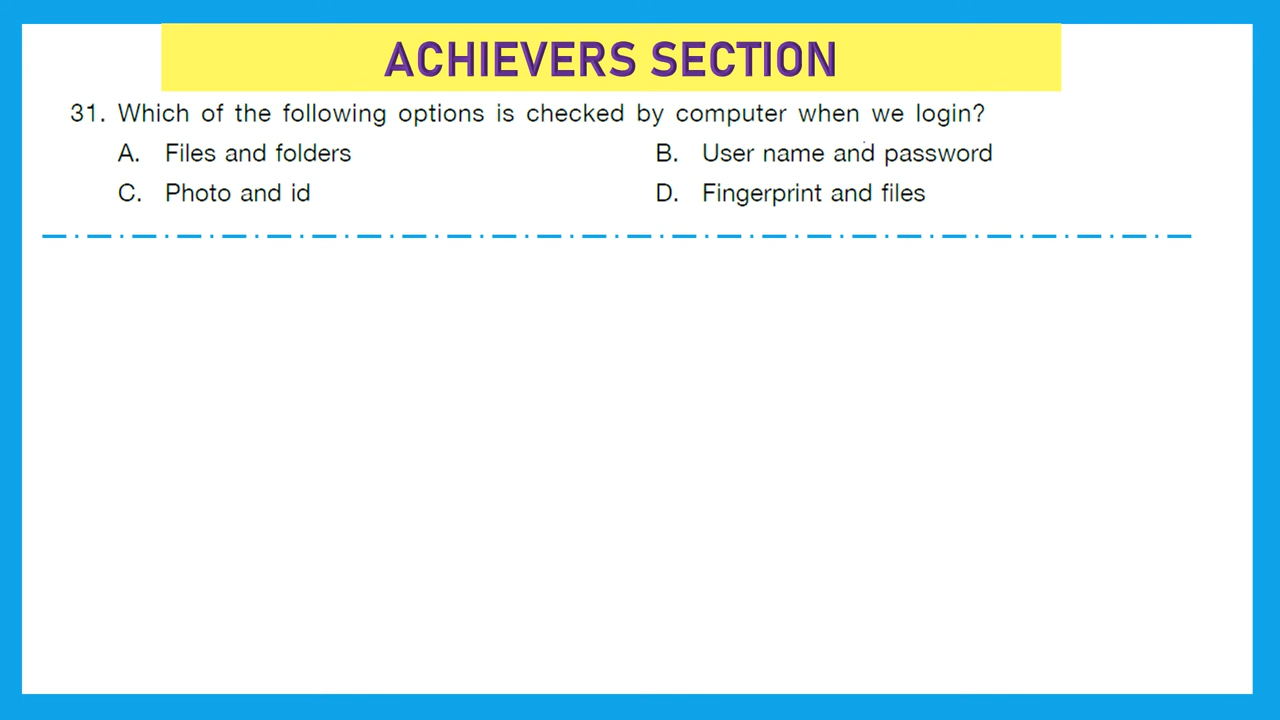 ACHIEVERS SECTION
31. Which of the following options is checked by computer when we login?
A. Files and folders B. User name and password
C. Photo and id D. Fingerprint and files